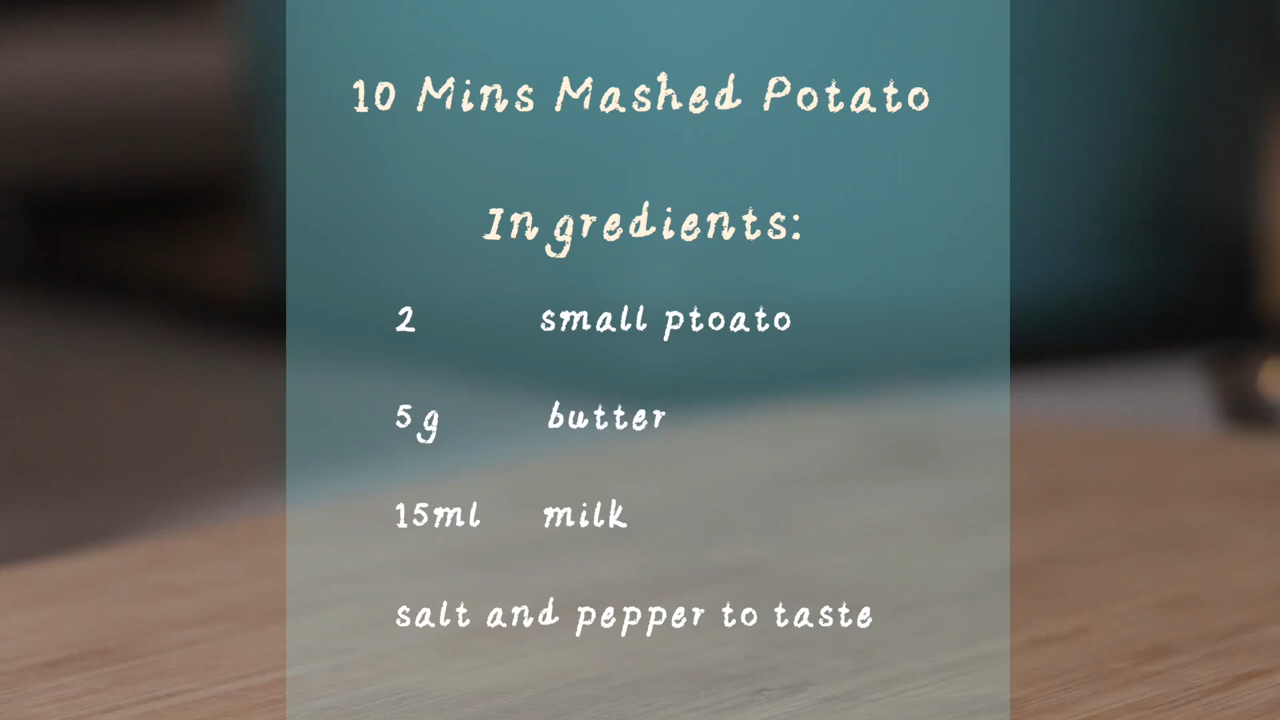 10 Mins Mashed Potato
Ingredients:
2 small ptoato
5g butter
15ml milk
salt and pepper to taste